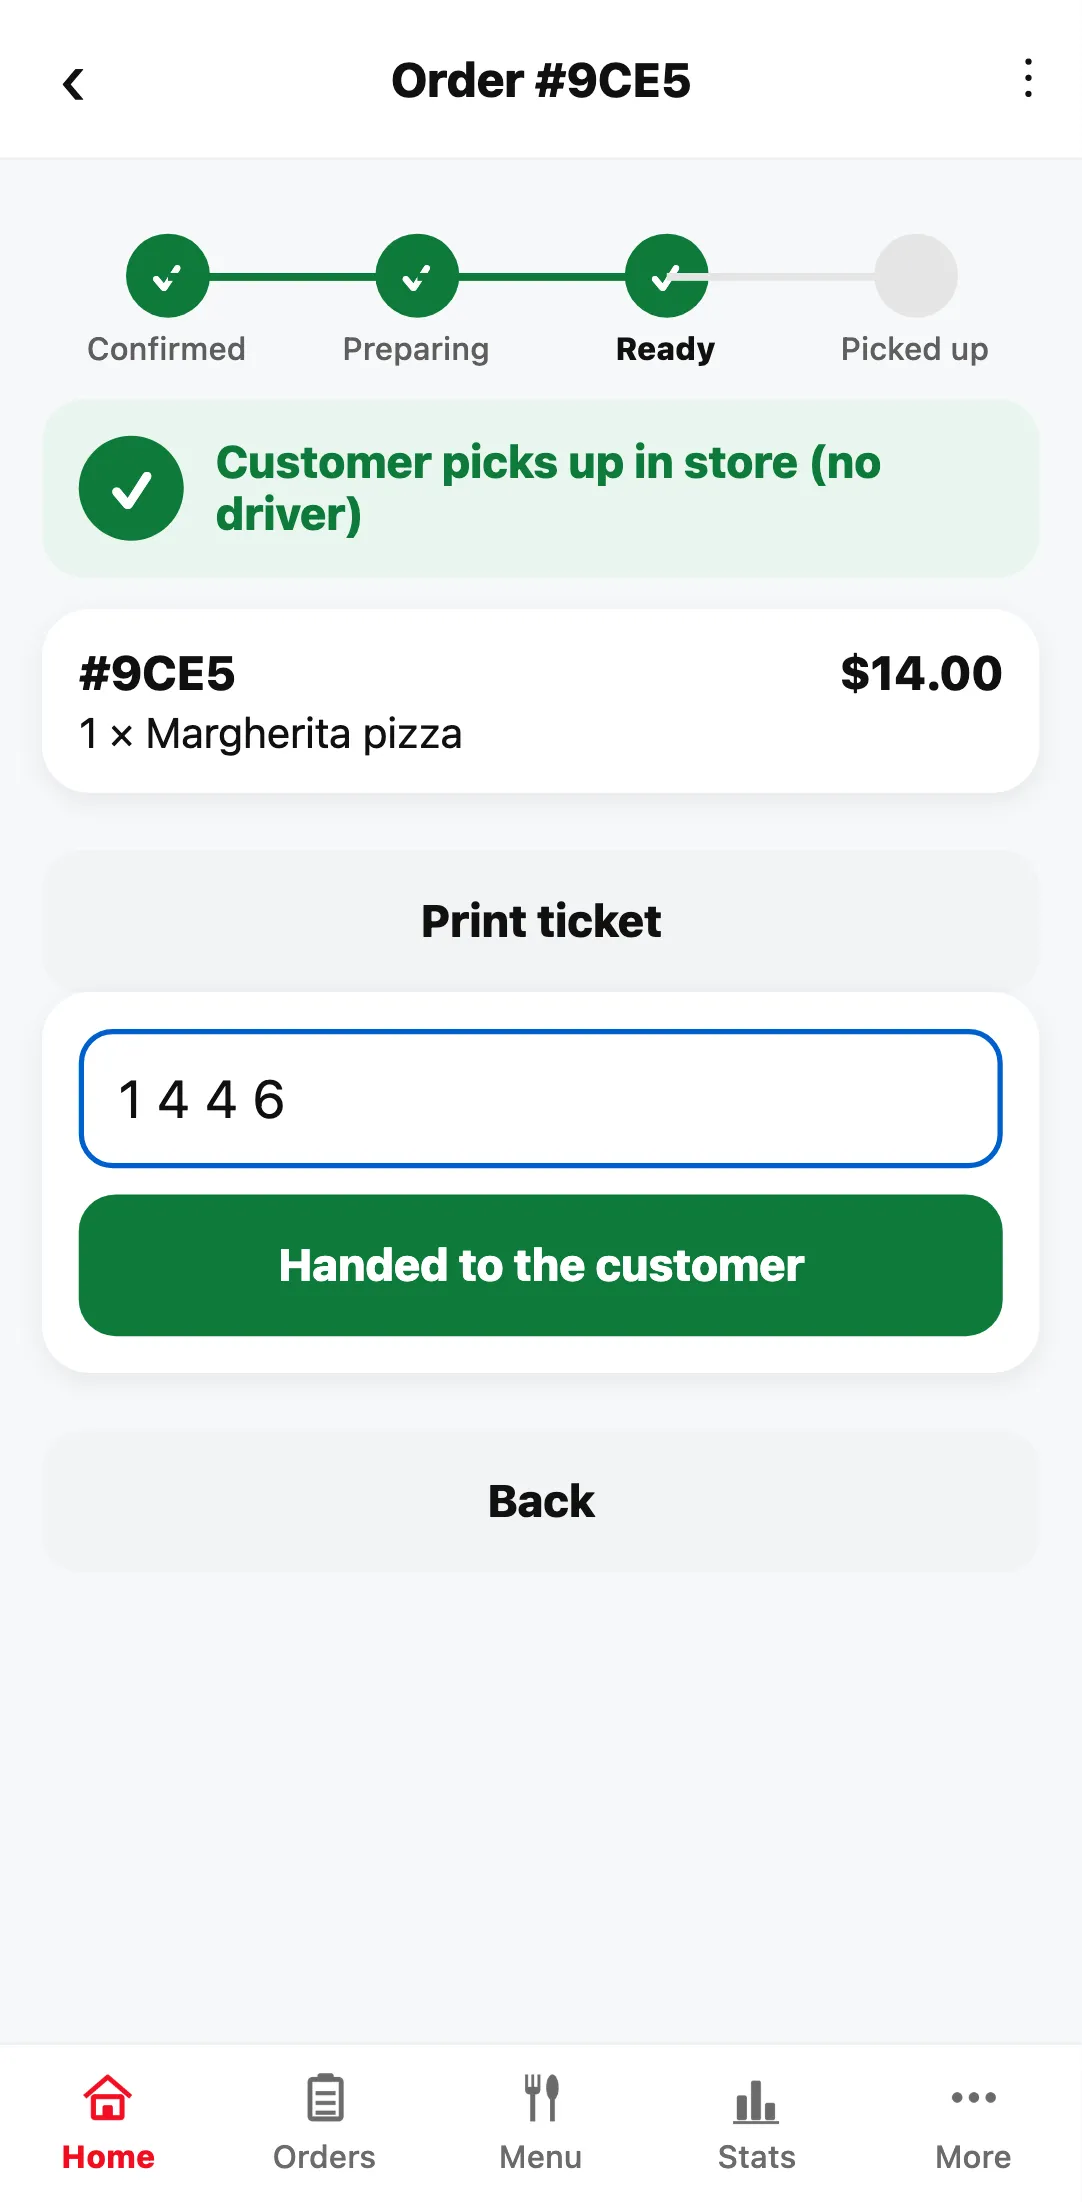 Order #9CE5
Confirmed
Preparing
Ready
Picked up
Customer picks up in store (no
driver)
#9CE5
$14.00
1 × Margherita pizza
Print ticket
1 4 4 6
Handed to the customer
Back
Home
Orders
Menu
Stats
More